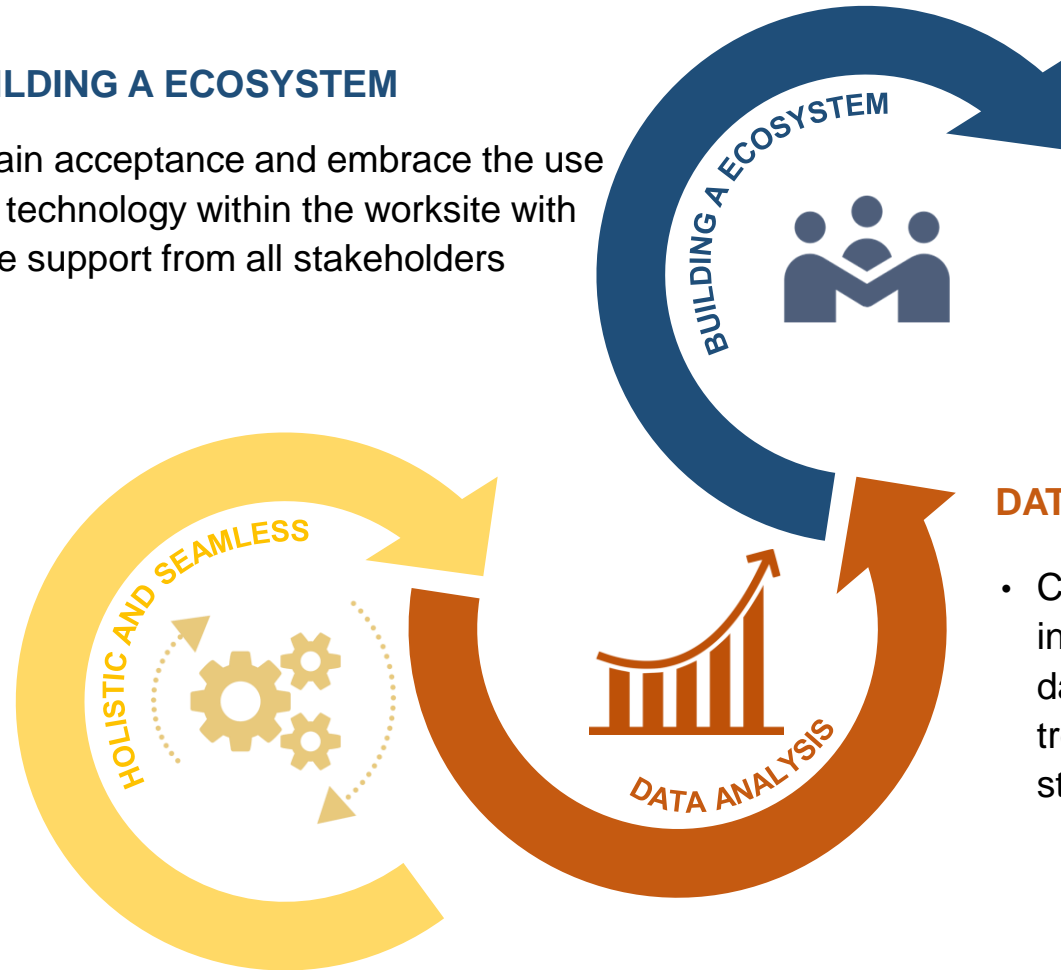 ILDING A ECOSYSTEM
ain acceptance and embrace the use
technology within the worksite with
e support from all stakeholders
BUILDING A ECOSYSTEM
HOLISTIC AND SEAMLESS
DATA ANALYSIS
DAT
• C
in
da
tr
st